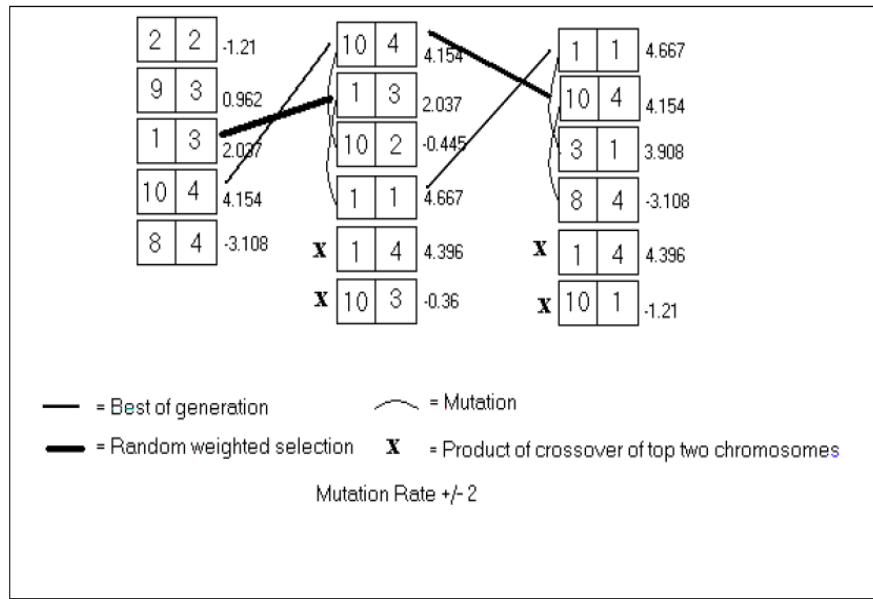 2 2 -1.21
9 3 0.962
1 3 2.037
10 4 4.154
8 4 -3.108
10 4 4.154
1 3 2.037
10 2 -0.445
1 1 4.667
x 1 4 4.396
x 10 3 -0.36
1 1 4.667
10 4 4.154
3 1 3.908
8 4 -3.108
x 1 4 4.396
x 10 1 -1.21
= Best of generation
= Mutation
= Random weighted selection
x = Product of crossover of top two chromosomes
Mutation Rate +/- 2